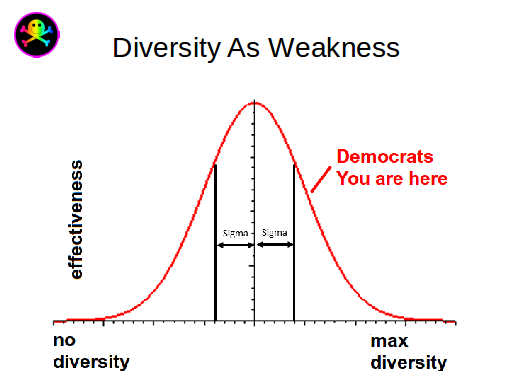 Diversity As Weakness
Democrats
You are here
effectiveness
Sigma
Sigma
no
diversity
max
diversity